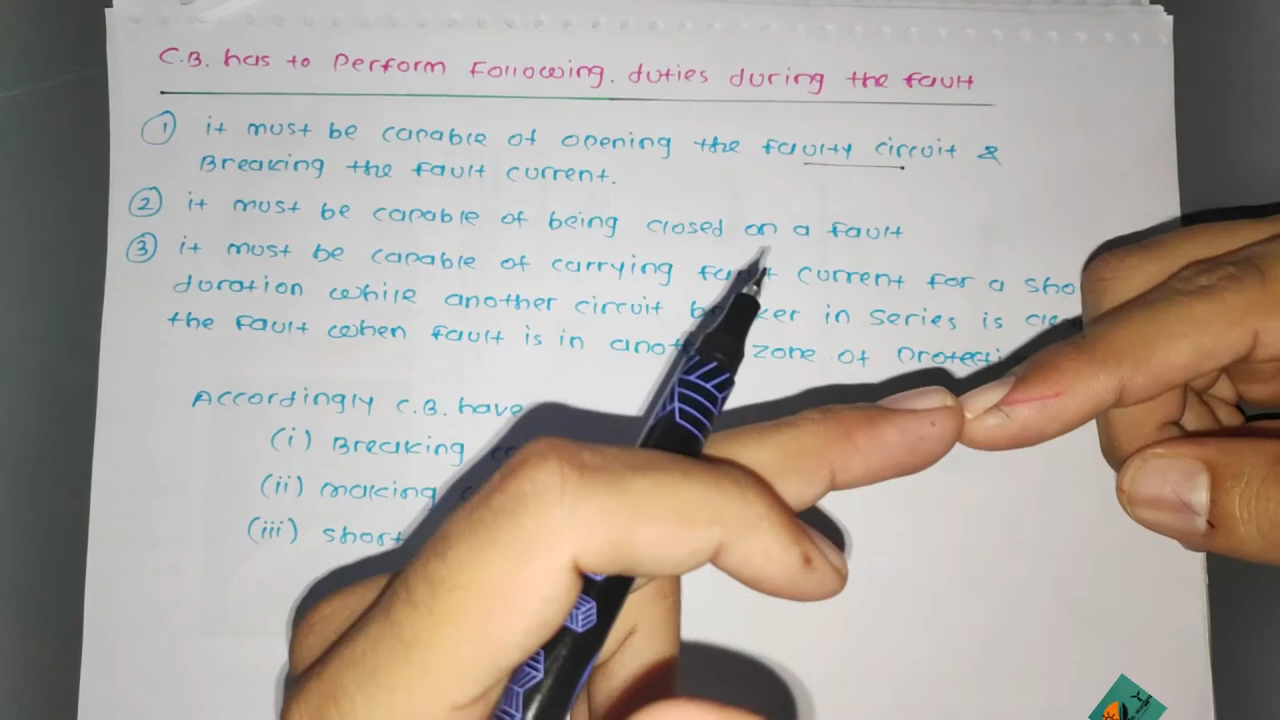 C.B. has to Perform Following. duties during the fault
① it must be capable of opening the faulty circuit &
Breaking the fault current.
② it must be capable of being closed on a fault
③ it must be capable of carrying current for a
duration while another circuit in series is
the fault when fault is in zone of
Accordingly C.B. have
(i) Breaking
(ii) making
(iii) short